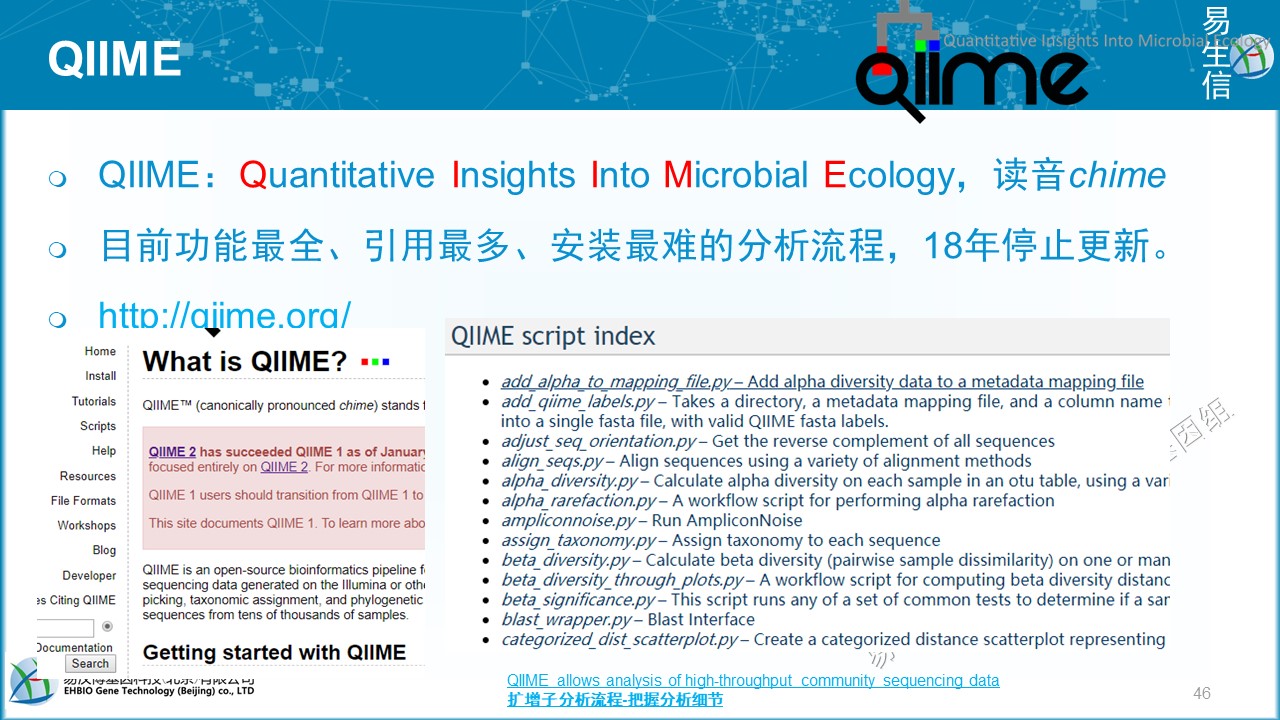 QIIME
Quantitative Insights Into Microbial Ecology
qiime
易生信
QIIME：Quantitative Insights Into Microbial Ecology，读音chime
目前功能最全、引用最多、安装最难的分析流程，18年停止更新。
http://qiime.org/
Home
Install
Tutorials
Scripts
Help
Resources
File Formats
Workshops
Blog
Developer
es Citing QIIME
Documentation
Search
What is QIIME?
QIIME™ (canonically pronounced chime) stands f
QIIME 2 has succeeded QIIME 1 as of January
focused entirely on QIIME 2. For more informatic
QIIME 1 users should transition from QIIME 1 to
This site documents QIIME 1. To learn more abo
QIIME is an open-source bioinformatics pipeline f
sequencing data generated on the Illumina or othe
picking, taxonomic assignment, and phylogenetic
sequences from tens of thousands of samples.
Getting started with QIIME
QIIME script index
add_alpha_to_mapping_file.py – Add alpha diversity data to a metadata mapping file
add_qiime_labels.py – Takes a directory, a metadata mapping file, and a column name
into a single fasta file, with valid QIIME fasta labels.
adjust_seq_orientation.py – Get the reverse complement of all sequences
align_seqs.py – Align sequences using a variety of alignment methods
alpha_diversity.py – Calculate alpha diversity on each sample in an otu table, using a vari
alpha_rarefaction.py – A workflow script for performing alpha rarefaction
ampliconnoise.py – Run AmpliconNoise
assign_taxonomy.py – Assign taxonomy to each sequence
beta_diversity.py – Calculate beta diversity (pairwise sample dissimilarity) on one or man
beta_diversity_through_plots.py – A workflow script for computing beta diversity distanc
beta_significance.py – This script runs any of a set of common tests to determine if a sar
blast_wrapper.py – Blast Interface
categorized_dist_scatterplot.py – Create a categorized distance scatterplot representing
因组
易汉博基因科技(北京)有限公司
EHBIO Gene Technology (Beijing) co., LTD
QIIME allows analysis of high-throughput community sequencing data
扩增子分析流程-把握分析细节
46